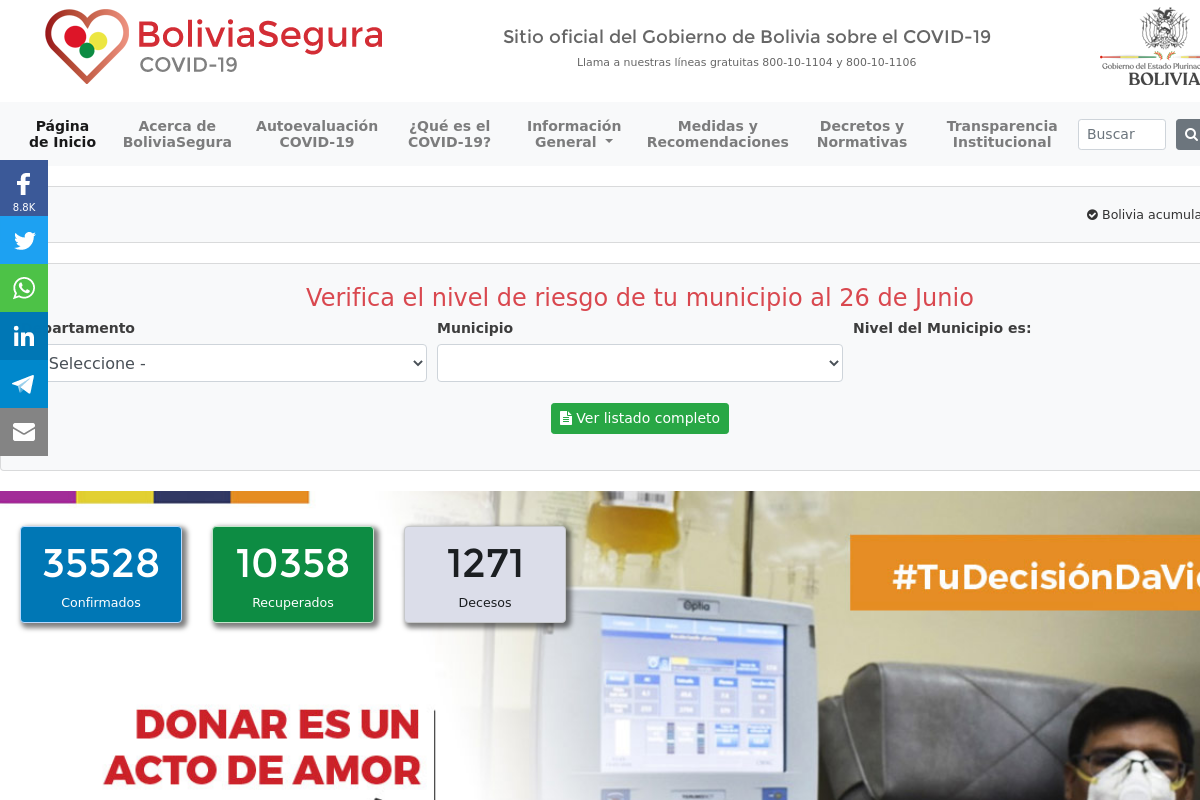 BoliviaSegura
COVID-19
Sitio oficial del Gobierno de Bolivia sobre el COVID-19
Llama a nuestras líneas gratuitas 800-10-1104 y 800-10-1106
Gobierno del Estado Plurinac
BOLIVIA
Página
de Inicio
Acerca de
BoliviaSegura
Autoevaluación
COVID-19
¿Qué es el
COVID-19?
Información
General
Medidas y
Recomendaciones
Decretos y
Normativas
Transparencia
Institucional
Buscar
8.8K
Bolivia acumula
Verifica el nivel de riesgo de tu municipio al 26 de Junio
partamento
Municipio
Nivel del Municipio es:
Seleccione -
Ver listado completo
35528
Confirmados
10358
Recuperados
1271
Decesos
Optia
#TuDecisiónDaVi
DONAR ES UN
ACTO DE AMOR